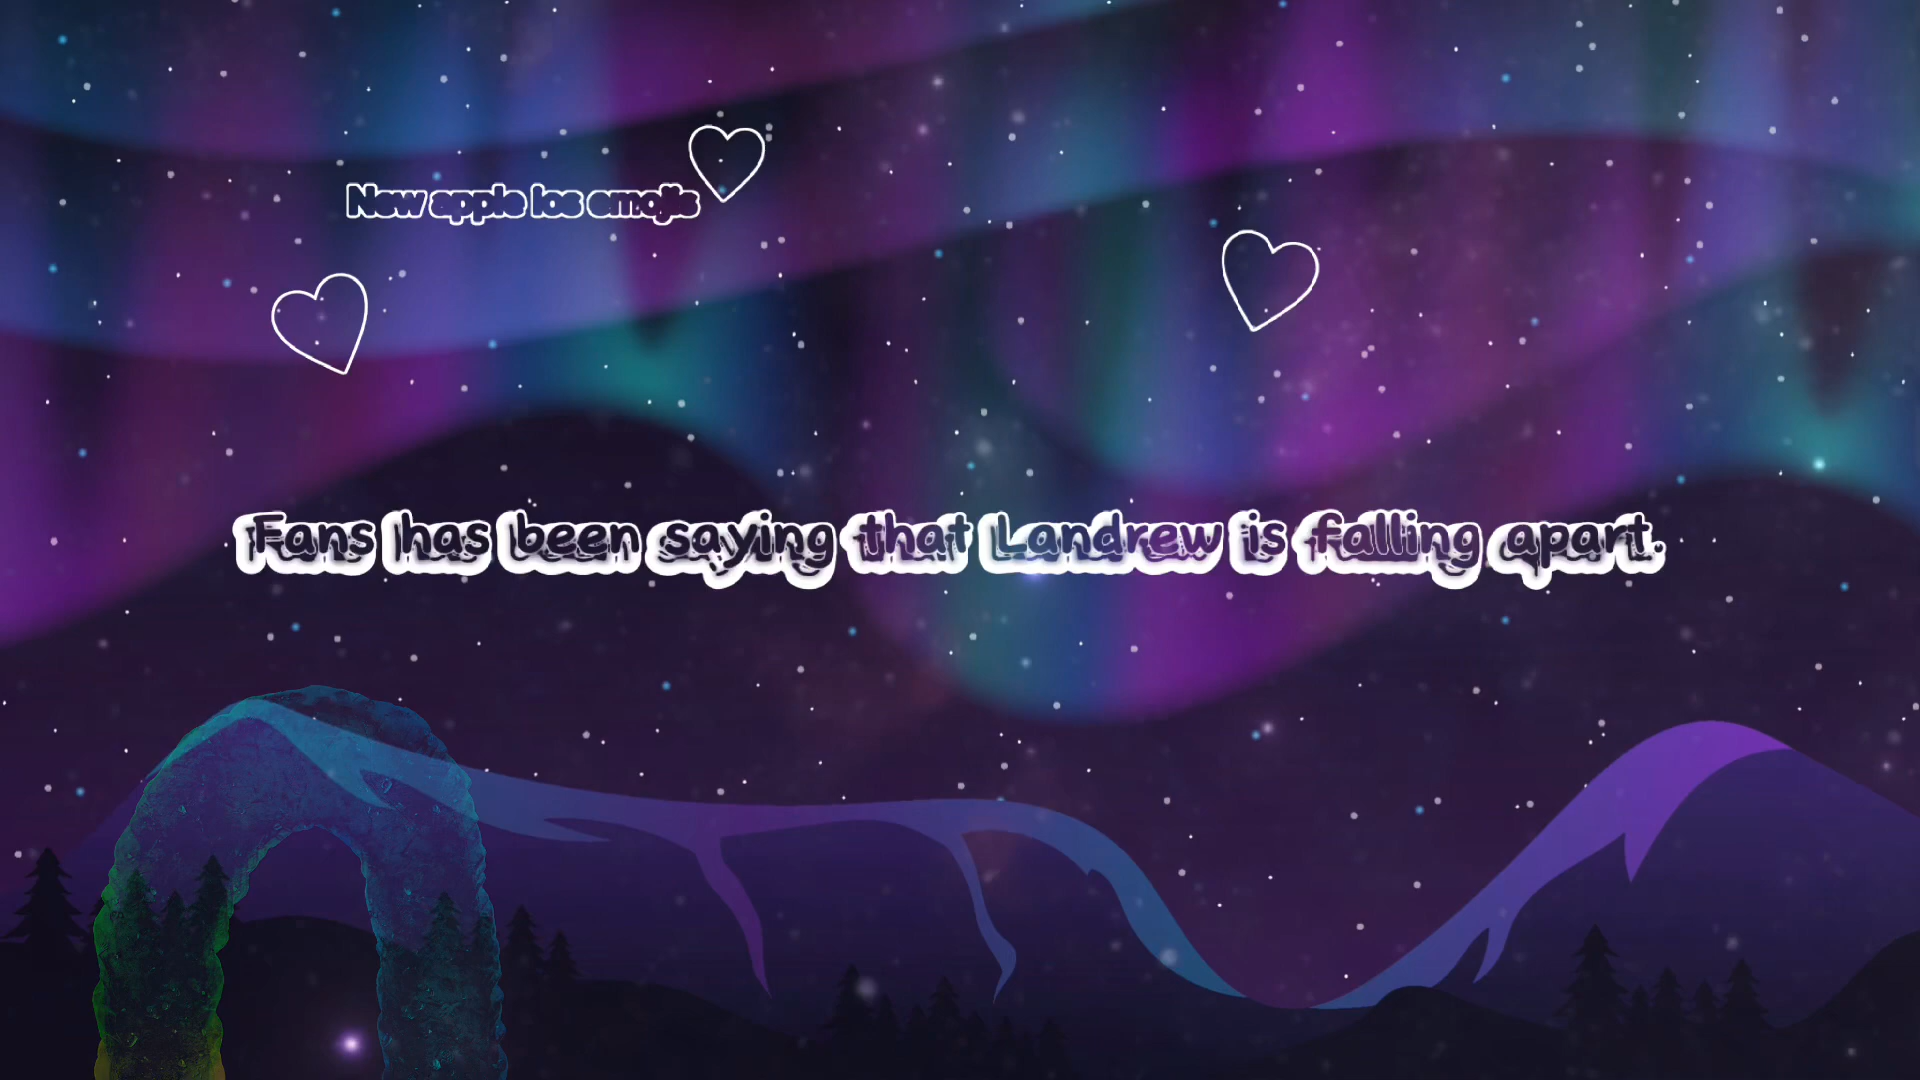 New apple Ios emojis
Fans has been saying that Landrew is falling apart.